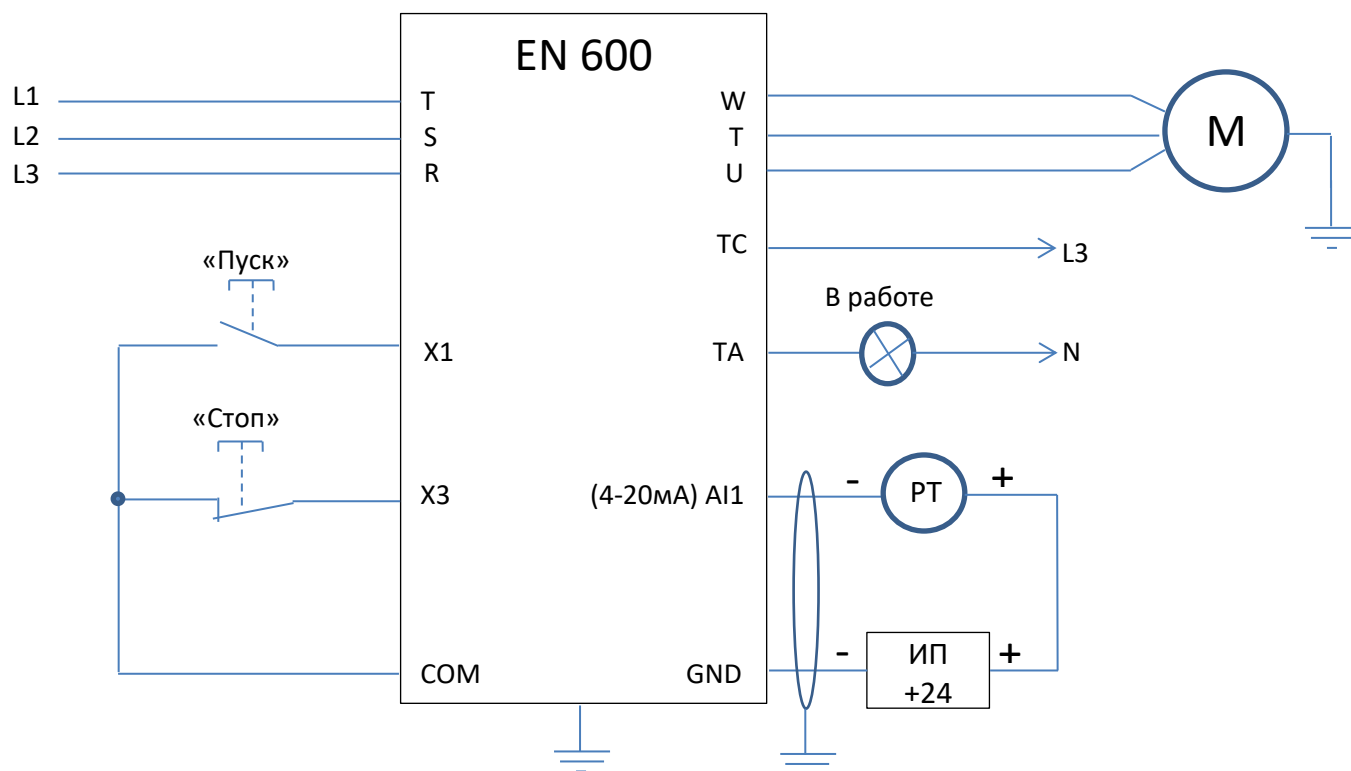 EN 600
L1
T
W
M
L2
S
T
L3
R
U
TC
L3
«Пуск»
В работе
X1
TA
N
«Стоп»
X3
(4-20мА) AI1
-
РТ
+
COM
GND
-
ИП
+24
+